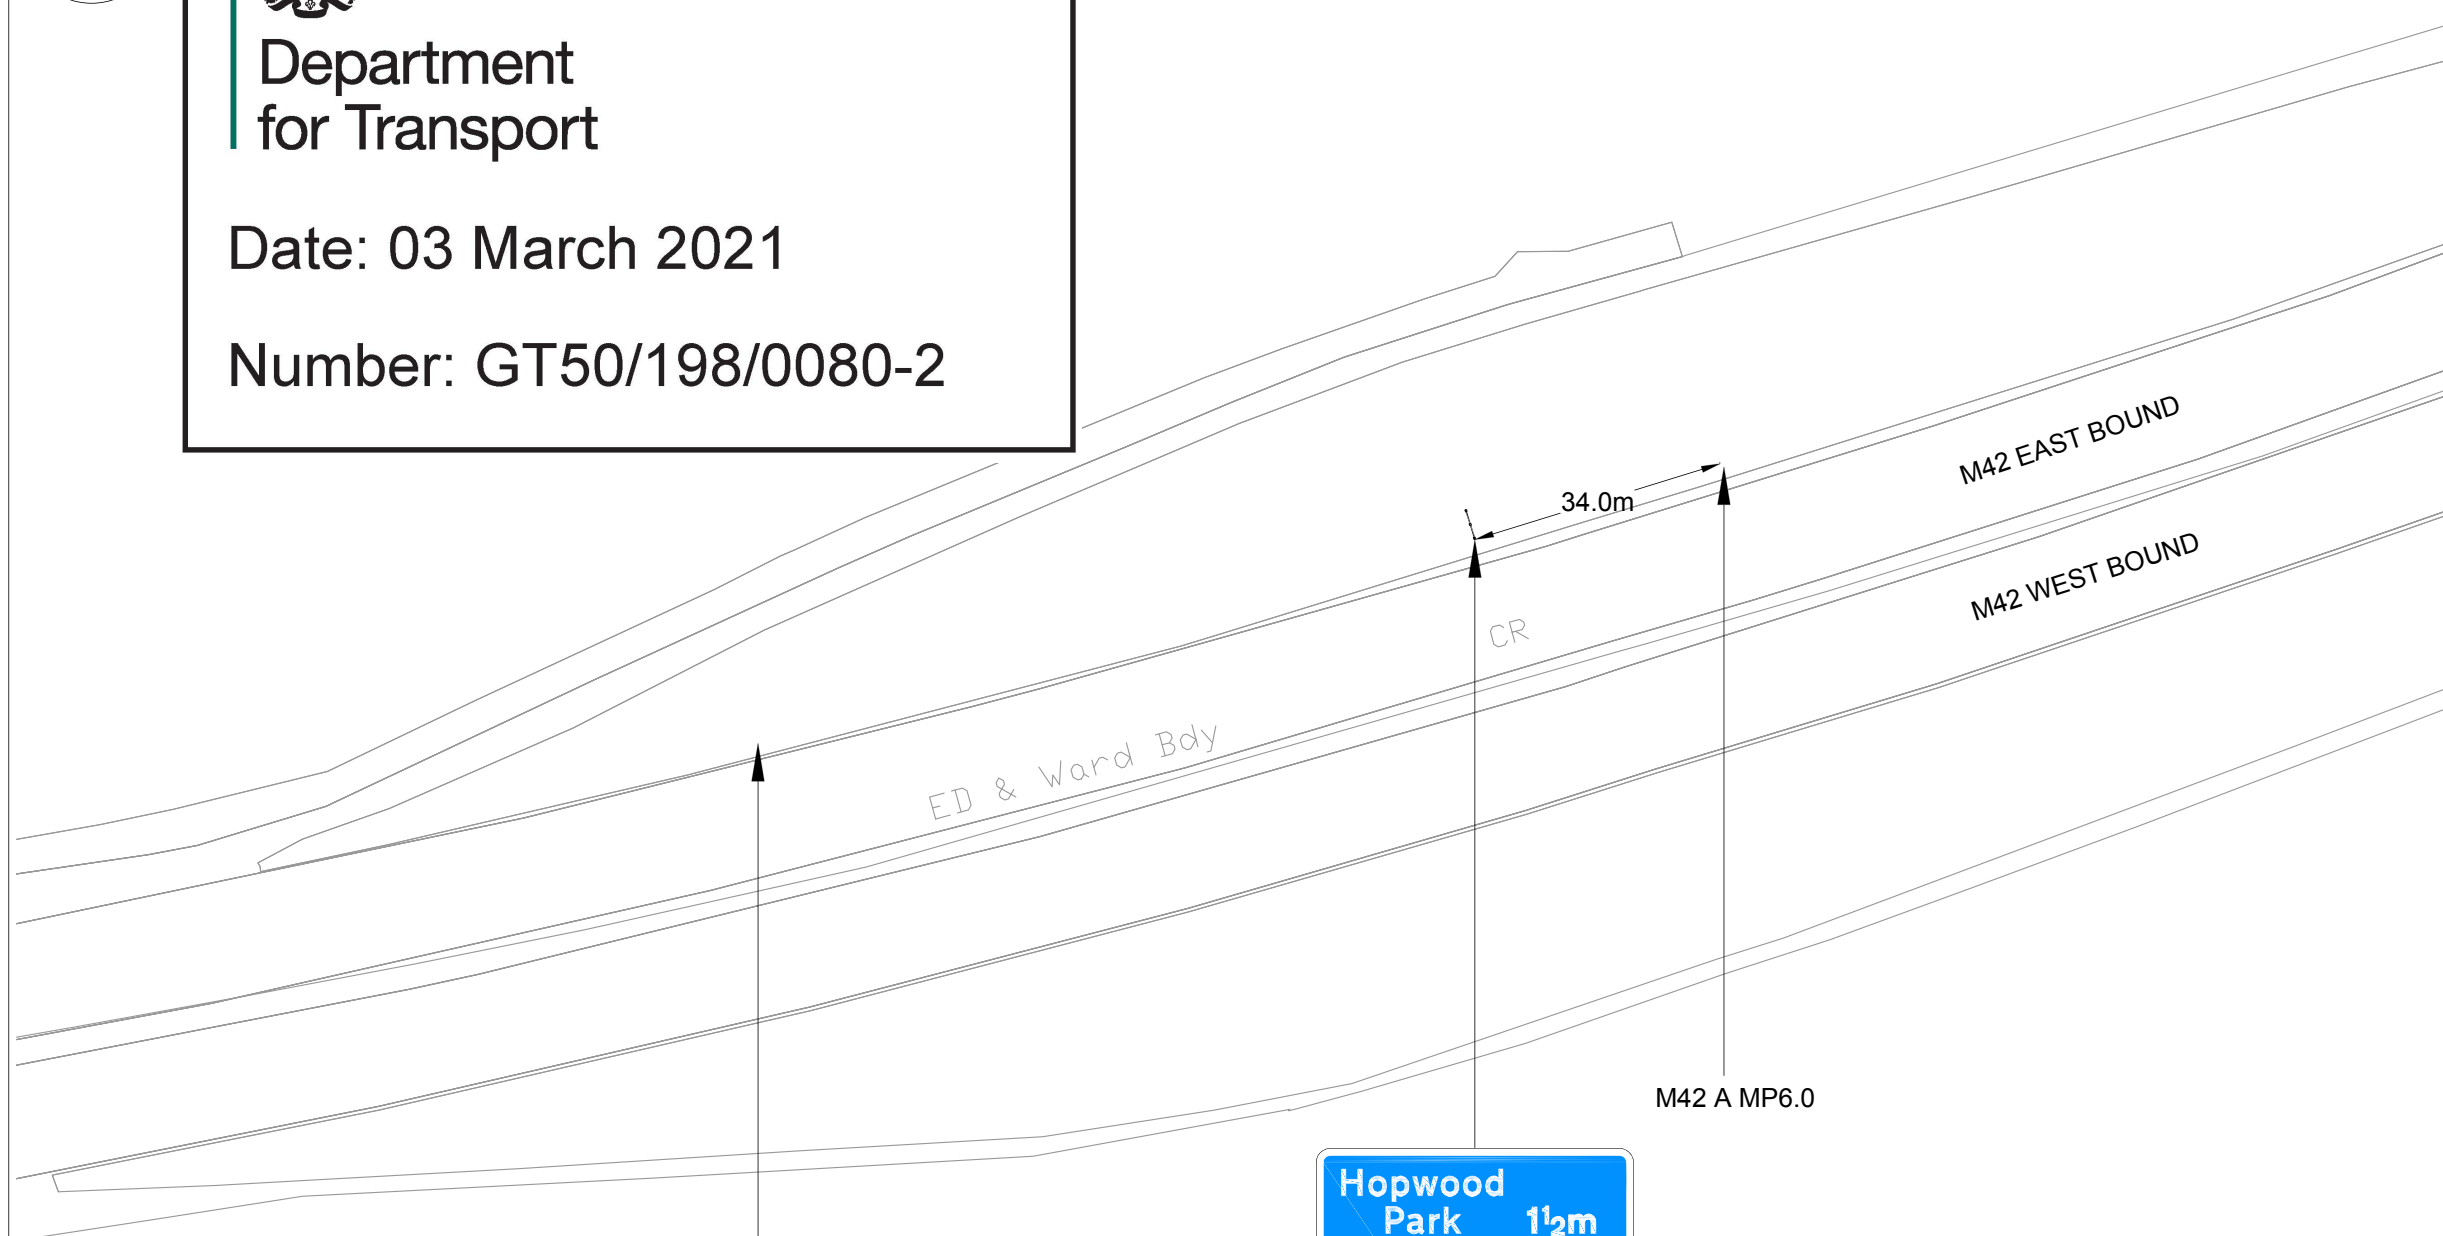 Department
for Transport
Date: 03 March 2021
Number: GT50/198/0080-2
M42 EAST BOUND
34.0m
M42 WEST BOUND
CR
ED & Ward Bdy
M42 A MP6.0
Hopwood
Park 1½m